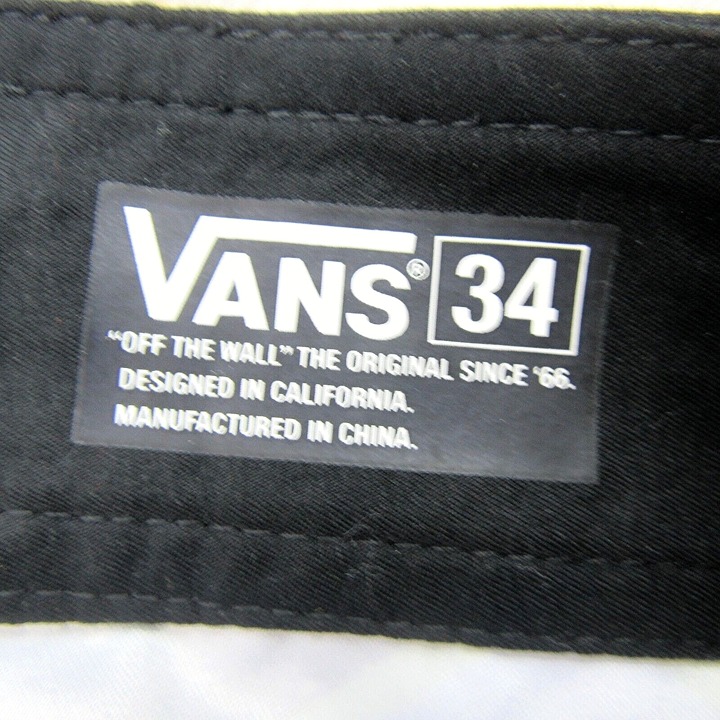 VANS® 34
“OFF THE WALL” THE ORIGINAL SINCE ‘66.
DESIGNED IN CALIFORNIA.
MANUFACTURED IN CHINA.